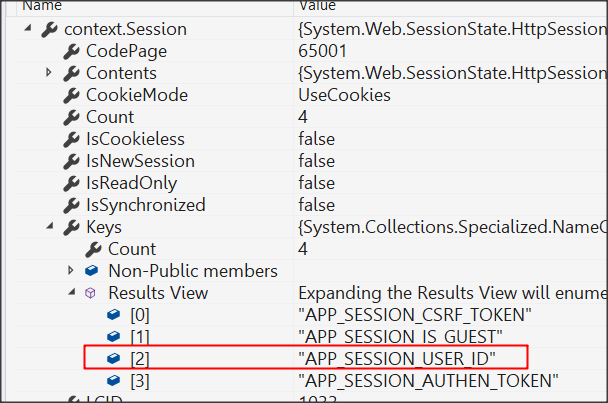 Name Value
context.Session {System.Web.SessionState.HttpSession
CodePage 65001
Contents {System.Web.SessionState.HttpSession
CookieMode UseCookies
Count 4
IsCookieless false
IsNewSession false
IsReadOnly false
IsSynchronized false
Keys {System.Collections.Specialized.NameO
Count 4
Non-Public members
Results View Expanding the Results View will enume
[0] "APP_SESSION_CSRF_TOKEN"
[1] "APP_SESSION_IS_GUEST"
[2] "APP_SESSION_USER_ID"
[3] "APP_SESSION_AUTHEN_TOKEN"
LCID 1033